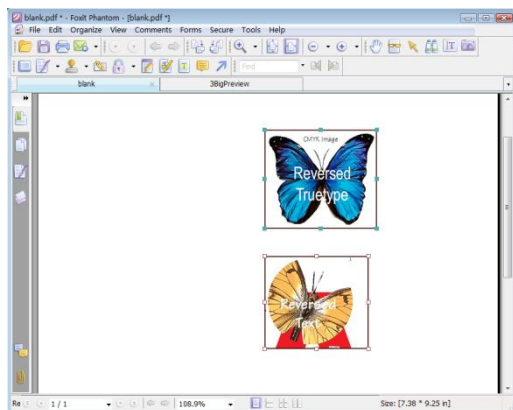 blank.pdf * - Foxit Phantom - [blank.pdf *]
File Edit Organize View Comments Forms Secure Tools Help
Find
blank
3BigPreview
CMYK Image
Reversed
Truetype
Reversed
Text
Re 1 / 1 108.9% Size: [7.38 * 9.25 in]